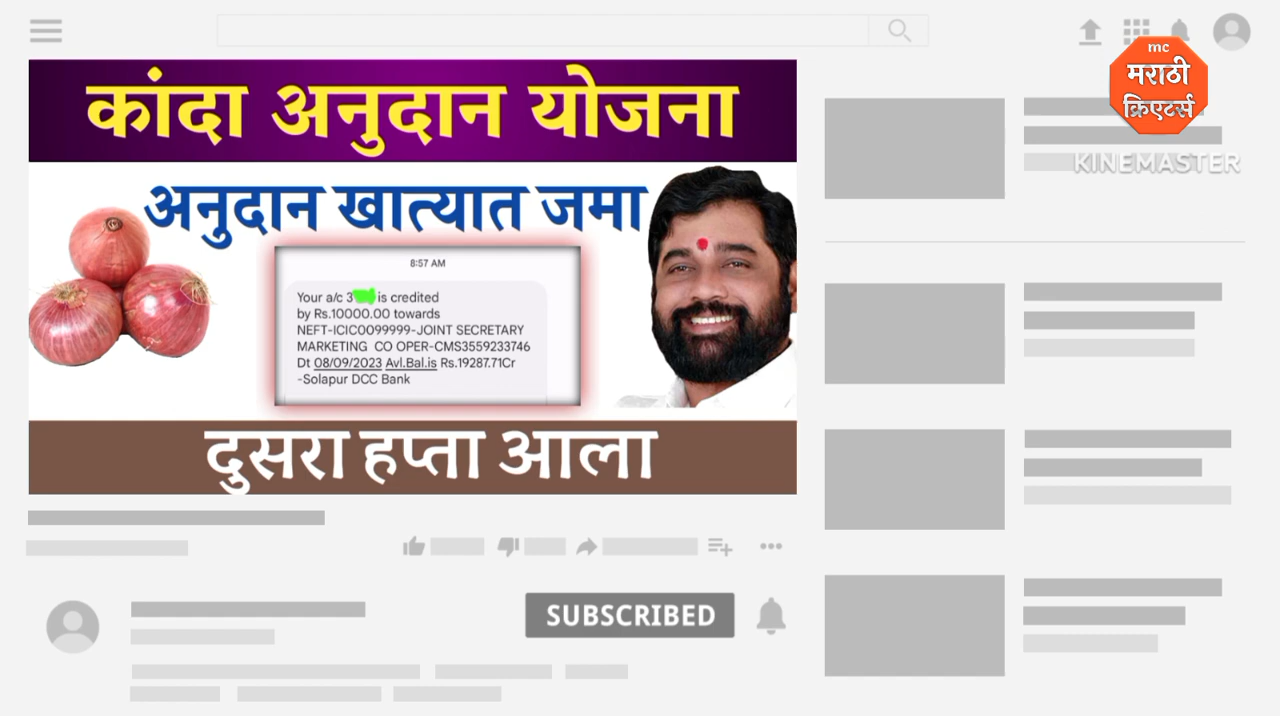 mc
मराठी
क्रिएटर्स
KINEMASTER
कांदा अनुदान योजना
अनुदान खात्यात जमा
8:57 AM
Your a/c 3 is credited
by Rs.10000.00 towards
NEFT-ICIC0099999-JOINT SECRETARY
MARKETING CO OPER-CMS3559233746
Dt 08/09/2023 Avl.Bal.is Rs.19287.71Cr
-Solapur DCC Bank
दुसरा हप्ता आला
SUBSCRIBED